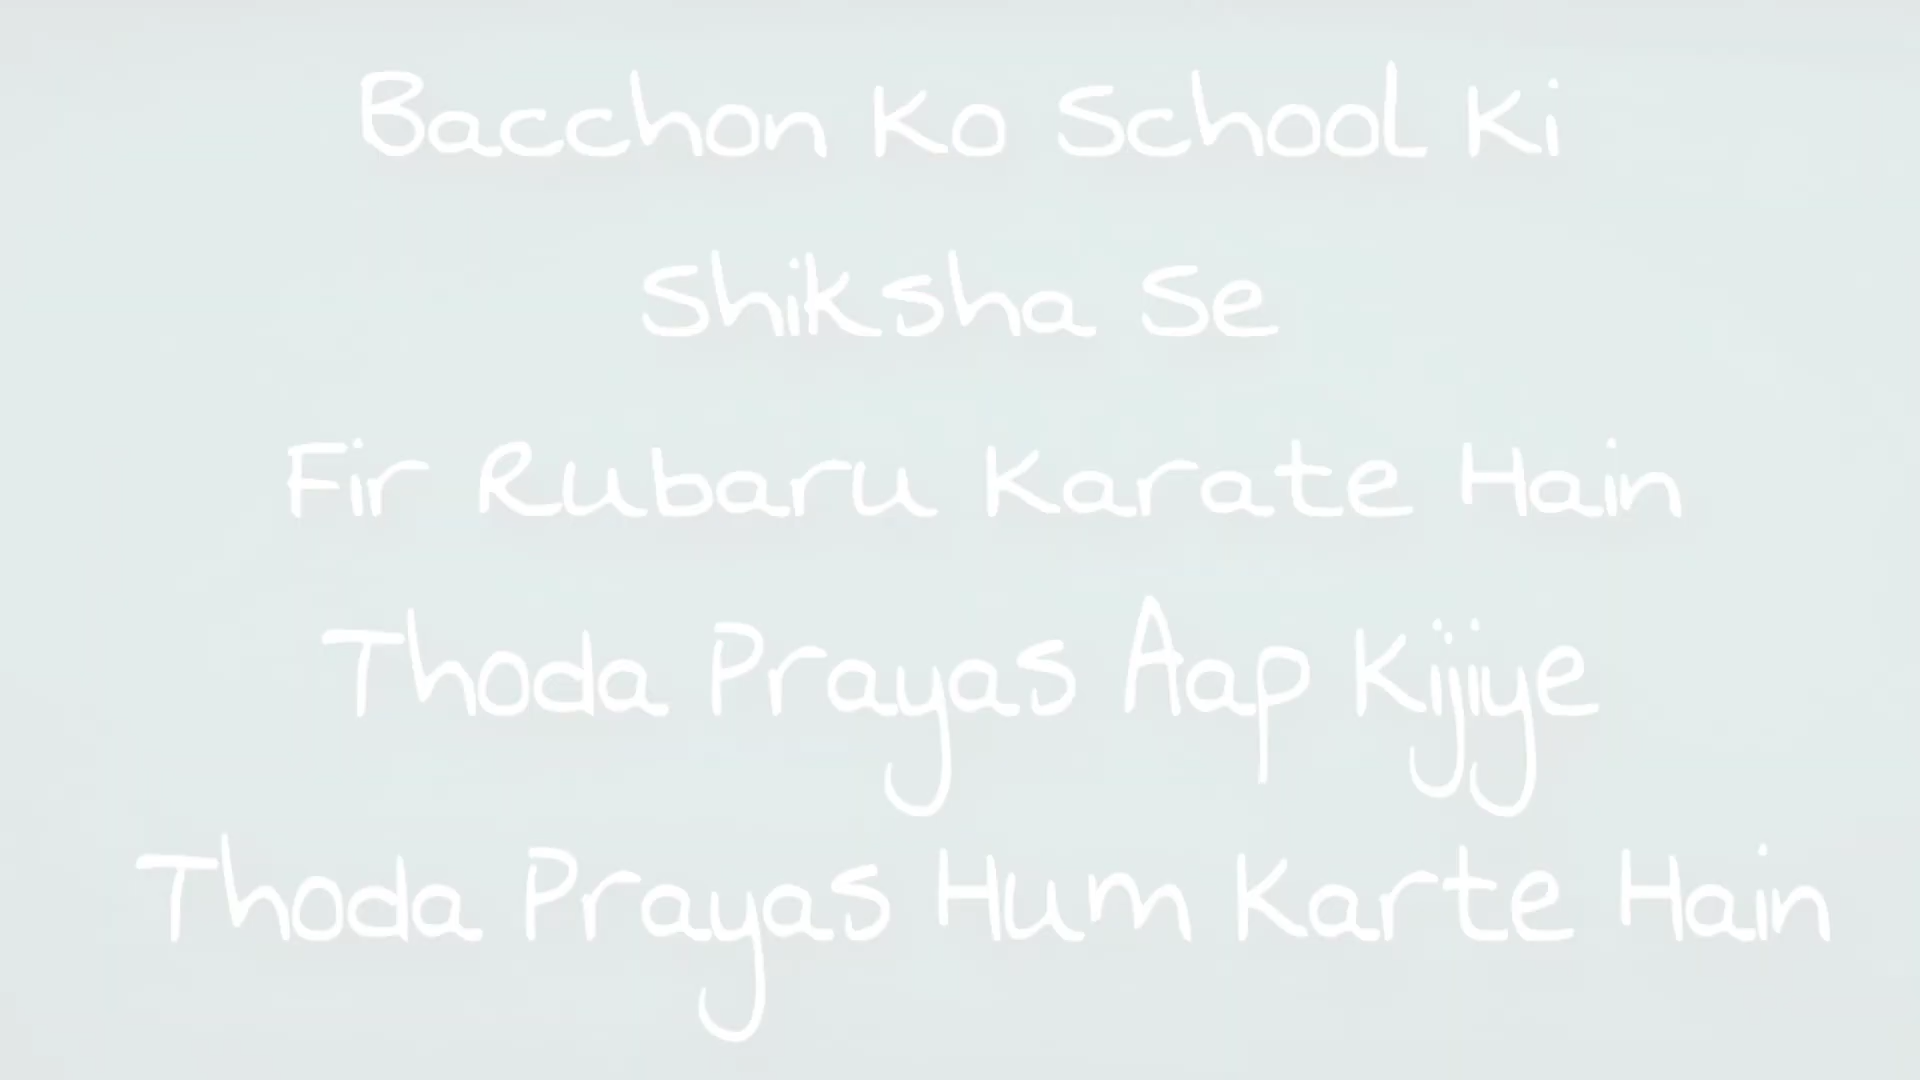 Bacchon Ko School Ki
Shiksha Se
Fir Rubaru Karate Hain
Thoda Prayas Aap Kijiye
Thoda Prayas Hum Karte Hain